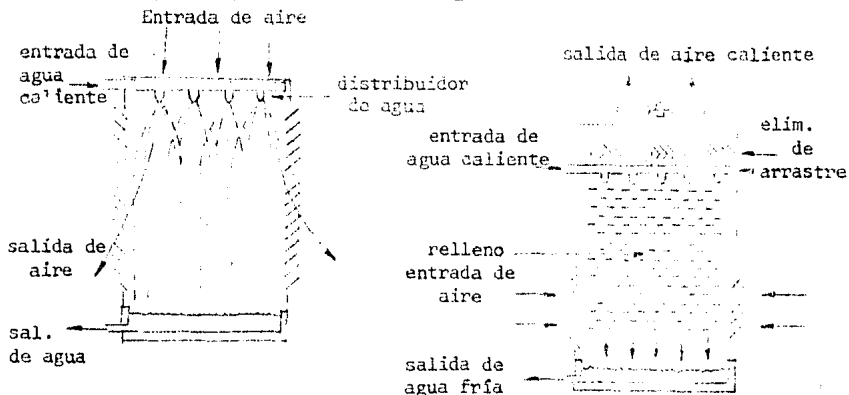 Entrada de aire
entrada de
agua
caliente
distribuidor
de agua
salída de
aire
sal.
de agua
salida de aire caliente
entrada de
agua caliente
elim.
de
arrastre
relleno
entrada de
aire
salida de
agua fría